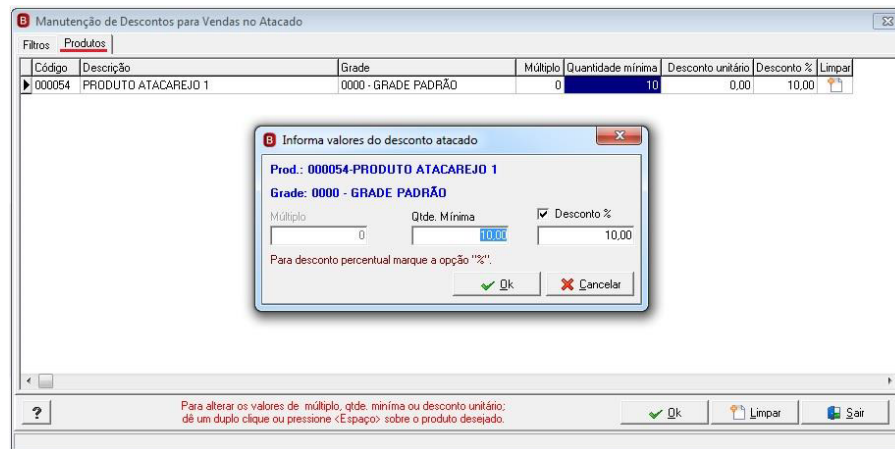 B Manutenção de Descontos para Vendas no Atacado
Filtros Produtos
Código Descrição Grade Múltiplo Quantidade mínima Desconto unitário Desconto % Limpar
000054 PRODUTO ATACAREJO 1 0000 - GRADE PADRÃO 0 10 0,00 10,00
B Informa valores do desconto atacado
Prod.: 000054-PRODUTO ATACAREJO 1
Grade: 0000 - GRADE PADRÃO
Múltiplo Qtde. Mínima Desconto %
0 10,00 10,00
Para desconto percentual marque a opção "%".
Ok Cancelar
? Para alterar os valores de múltiplo, qtde. miníma ou desconto unitário;
dê um duplo clique ou pressione <Espaço> sobre o produto desejado.
Ok Limpar Sair